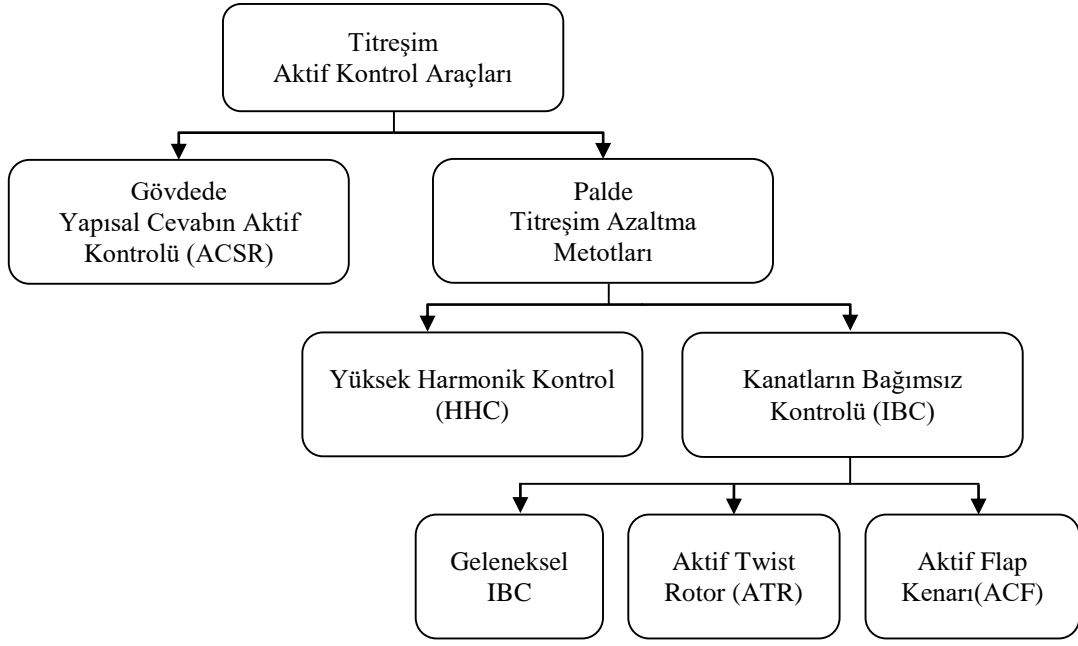 Titreşim
Aktif Kontrol Araçları
Gövdede
Yapısal Cevabın Aktif
Kontrolü (ACSR)
Palde
Titreşim Azaltma
Metotları
Yüksek Harmonik Kontrol
(HHC)
Kanatların Bağımsız
Kontrolü (IBC)
Geleneksel
IBC
Aktif Twist
Rotor (ATR)
Aktif Flap
Kenarı(ACF)